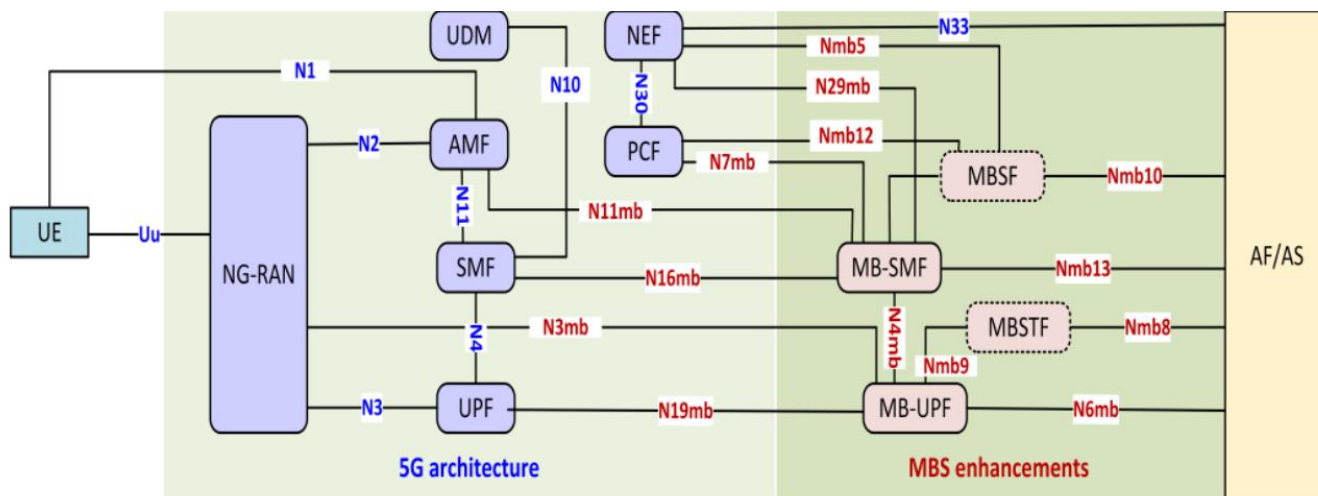 UDM
NEF
N33
Nmb5
N1
N10
N30
N29mb
AMF
N2
PCF
Nmb12
N7mb
MBSF
Nmb10
N11
N11mb
UE
Uu
NG-RAN
SMF
N16mb
MB-SMF
Nmb13
AF/AS
N3mb
N4
N4mb
MBSTF
Nmb8
Nmb9
N3
UPF
N19mb
MB-UPF
N6mb
5G architecture
MBS enhancements